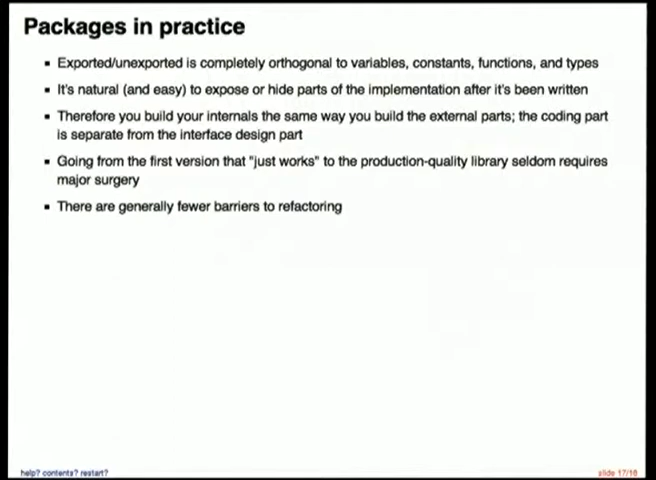 Packages in practice
▪ Exported/unexported is completely orthogonal to variables, constants, functions, and types
▪ It's natural (and easy) to expose or hide parts of the implementation after it's been written
▪ Therefore you build your internals the same way you build the external parts; the coding part
is separate from the interface design part
▪ Going from the first version that "just works" to the production-quality library seldom requires
major surgery
▪ There are generally fewer barriers to refactoring
help? contents? restart?
slide 17/18